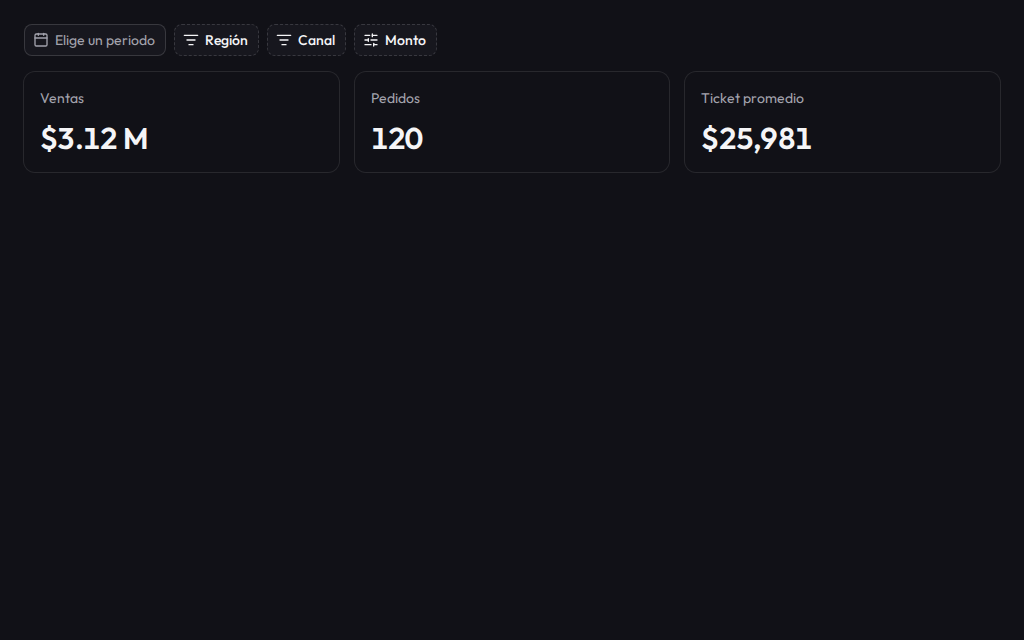 Elige un periodo Región Canal Monto
Ventas Pedidos Ticket promedio
$3.12 M 120 $25,981